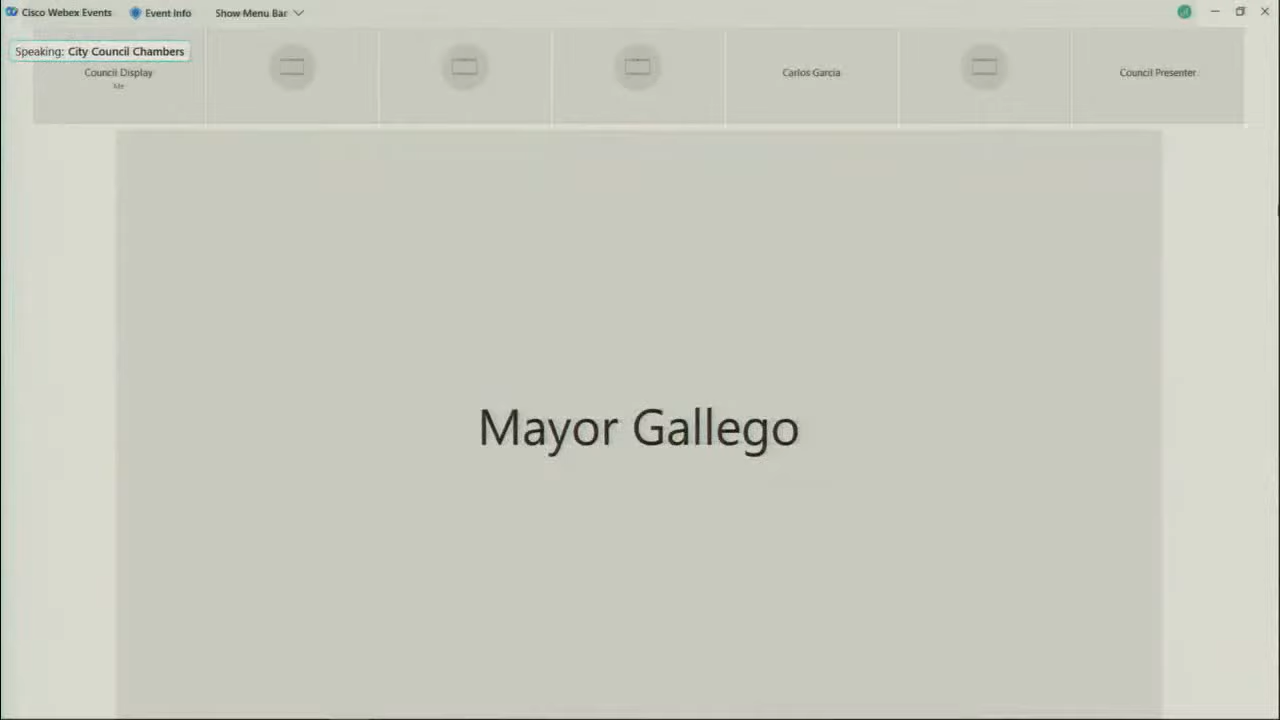 Cisco Webex Events Event Info Show Menu Bar
Speaking: City Council Chambers
Council Display
Me
Carlos Garcia
Council Presenter
Mayor Gallego